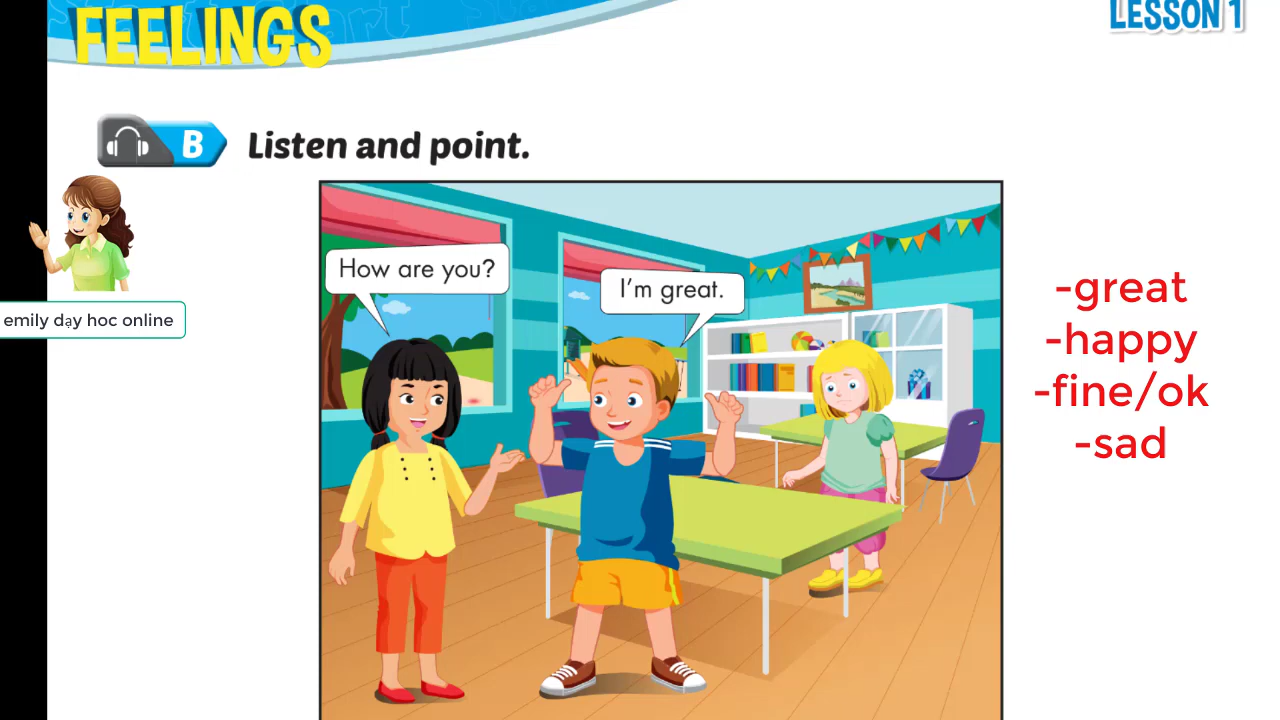 FEELINGS
LESSON 1
B
Listen and point.
emily dạy hoc online
How are you?
I'm great.
-great
-happy
-fine/ok
-sad